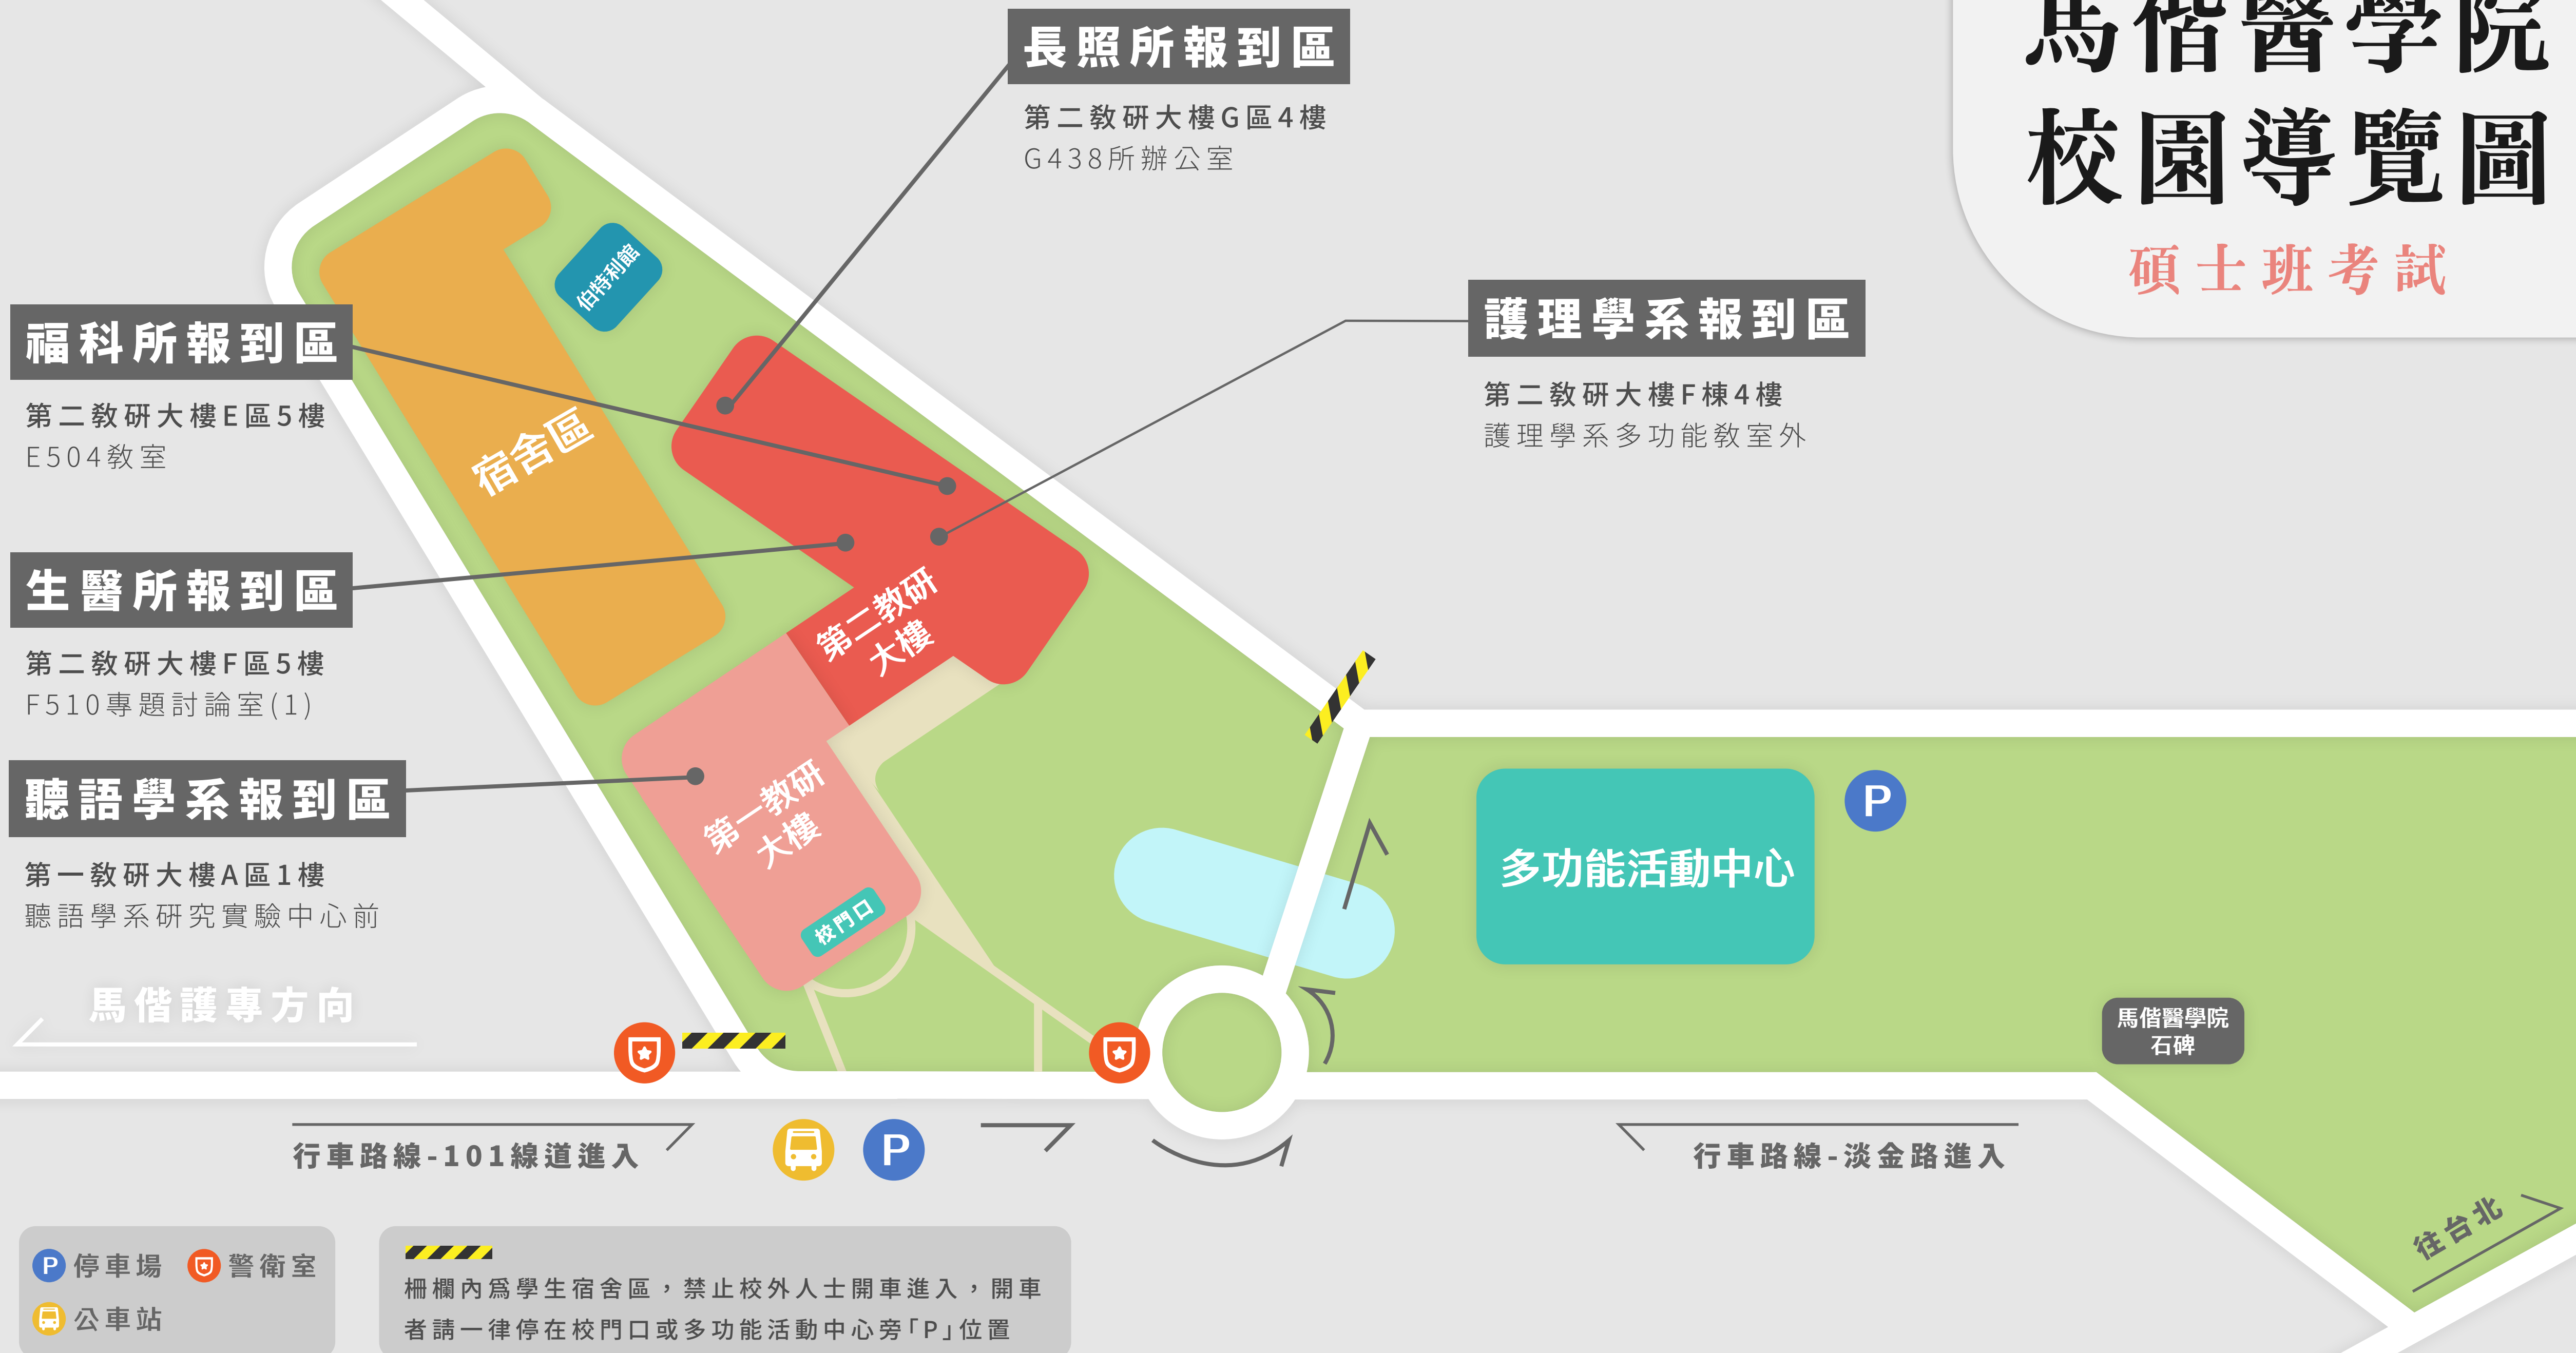 馬偕醫學院
校園導覽圖
碩士班考試
長照所報到區
第二教研大樓G區4樓
G438所辦公室
護理學系報到區
第二教研大樓F棟4樓
護理學系多功能教室外
福科所報到區
第二教研大樓E區5樓
E504教室
生醫所報到區
第二教研大樓F區5樓
F510專題討論室(1)
聽語學系報到區
第一教研大樓A區1樓
聽語學系研究實驗中心前
伯特利館
宿舍區
第二教研
大樓
第一教研
大樓
校門口
多功能活動中心
P
馬偕醫學院
石碑
馬偕護專方向
行車路線-101線道進入
P
行車路線-淡金路進入
往台北
P 停車場
警衛室
公車站
柵欄內爲學生宿舍區，禁止校外人士開車進入，開車
者請一律停在校門口或多功能活動中心旁「P」位置